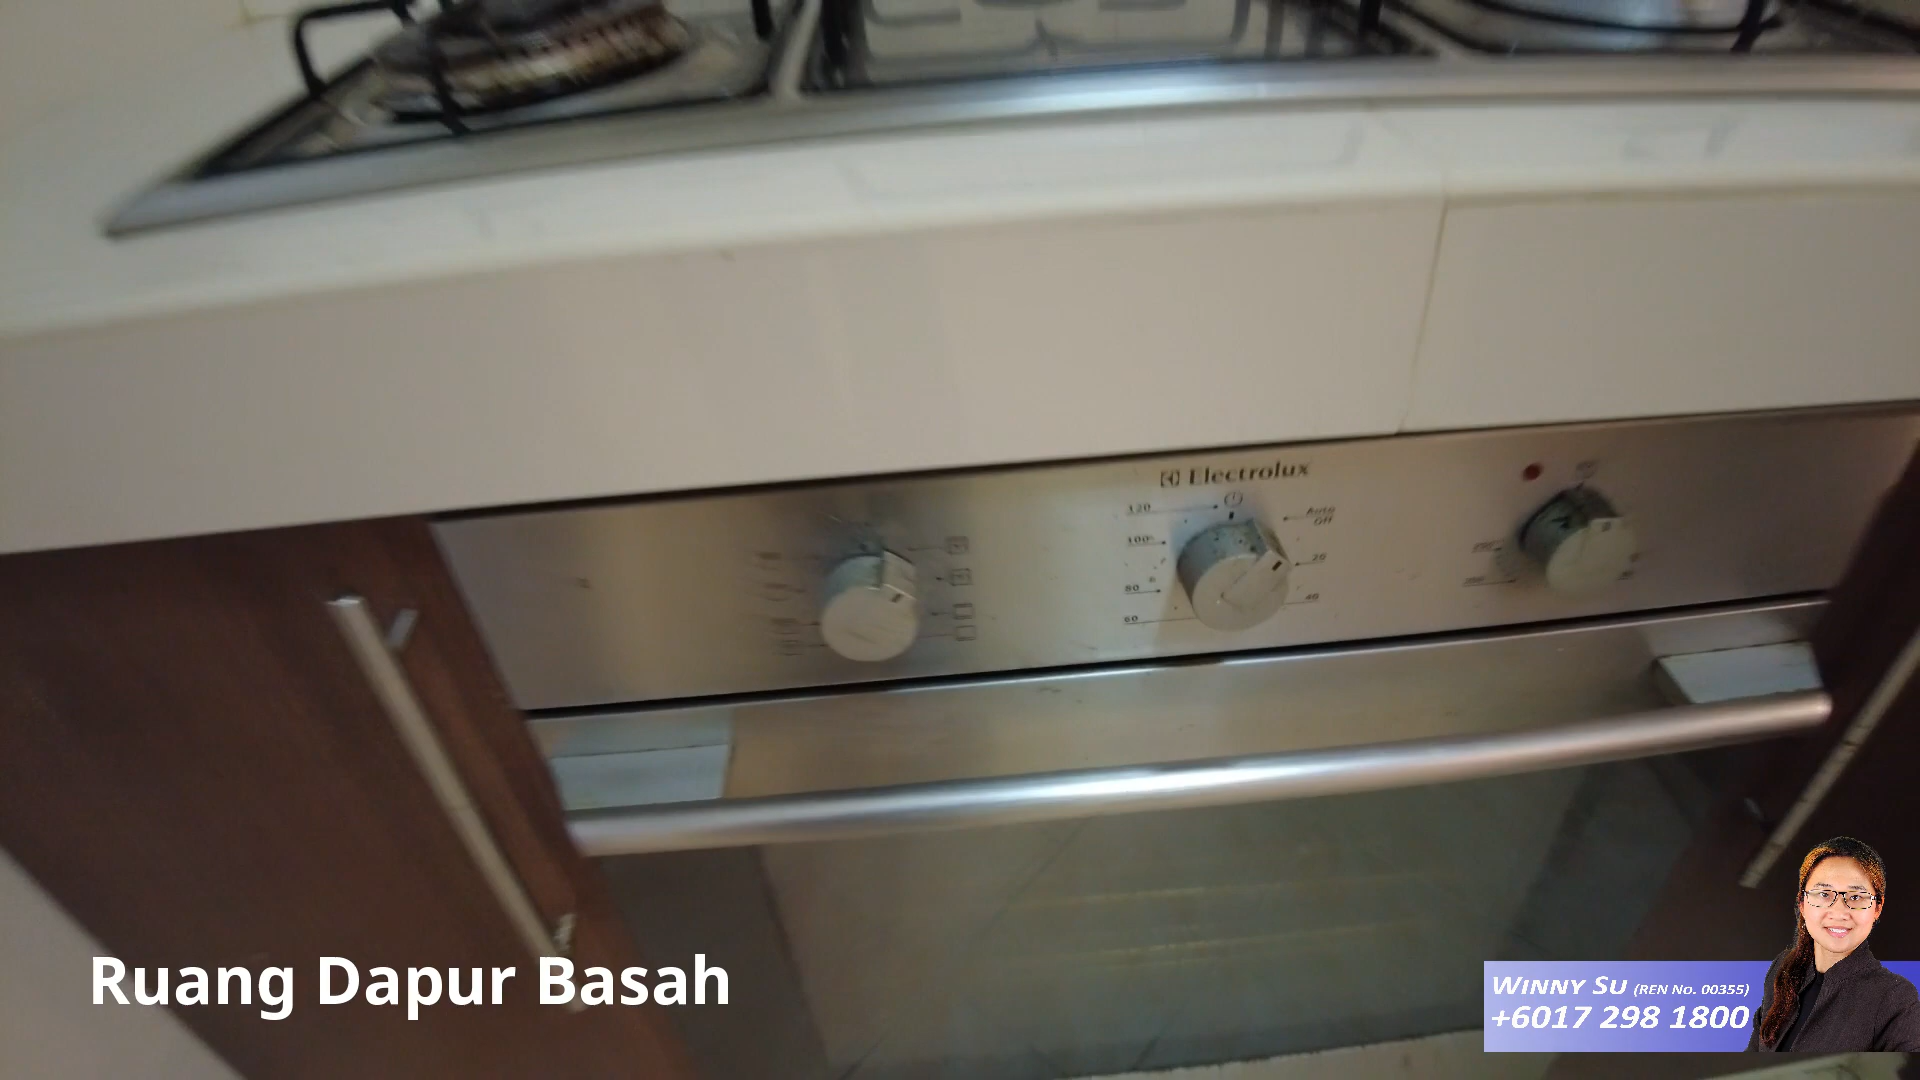 Electrolux
120
Auto
Off
100
20
80
40
60
Ruang Dapur Basah
WINNY SU (REN No. 00355)
+6017 298 1800